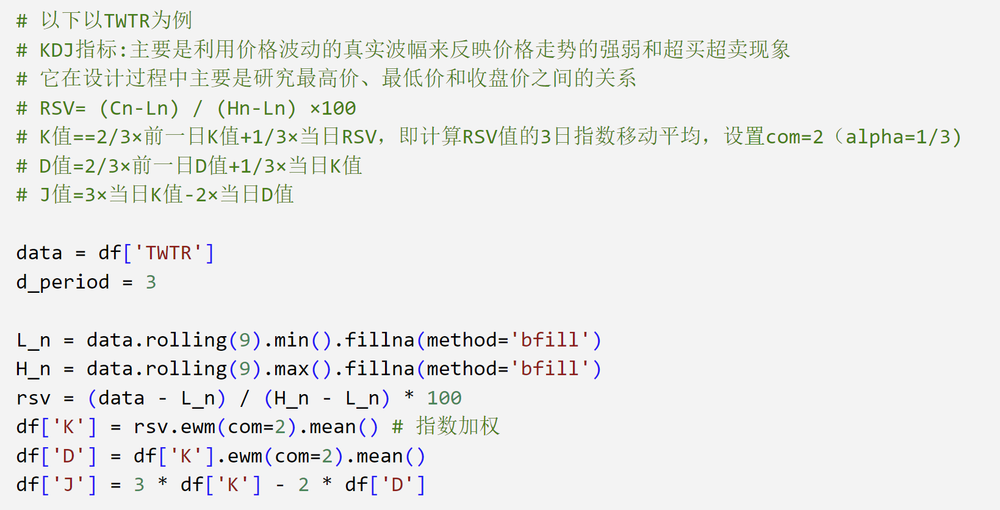 # 以下以TWTR为例
# KDJ指标:主要是利用价格波动的真实波幅来反映价格走势的强弱和超买超卖现象
# 它在设计过程中主要是研究最高价、最低价和收盘价之间的关系
# RSV= (Cn-Ln) / (Hn-Ln) ×100
# K值==2/3×前一日K值+1/3×当日RSV，即计算RSV值的3日指数移动平均，设置com=2（alpha=1/3)
# D值=2/3×前一日D值+1/3×当日K值
# J值=3×当日K值-2×当日D值
data = df['TWTR']
d_period = 3
L_n = data.rolling(9).min().fillna(method='bfill')
H_n = data.rolling(9).max().fillna(method='bfill')
rsv = (data - L_n) / (H_n - L_n) * 100
df['K'] = rsv.ewm(com=2).mean() # 指数加权
df['D'] = df['K'].ewm(com=2).mean()
df['J'] = 3 * df['K'] - 2 * df['D']